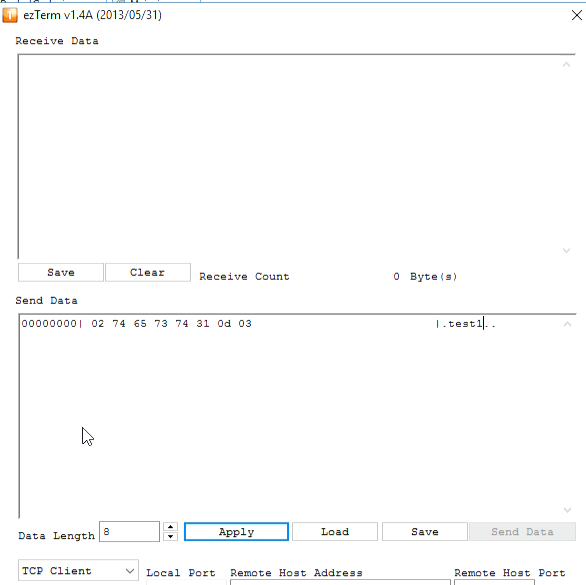 ezTerm v1.4A (2013/05/31)
Receive Data
Save Clear Receive Count 0 Byte(s)
Send Data
00000000| 02 74 65 73 74 31 0d 03 |.test1..
Data Length 8 Apply Load Save Send Data
TCP Client Local Port Remote Host Address Remote Host Port